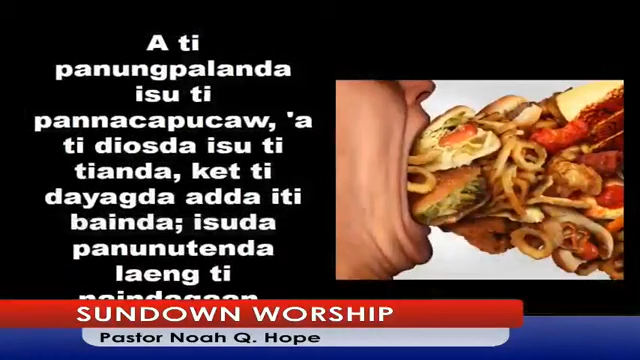 A ti
panungpalanda
isu ti
pannacapucaw, 'a
ti diosda isu ti
tianda, ket ti
dayagda adda iti
bainda; isuda
panunutenda
laeng ti
naindagaan
SUNDOWN WORSHIP
Pastor Noah Q. Hope